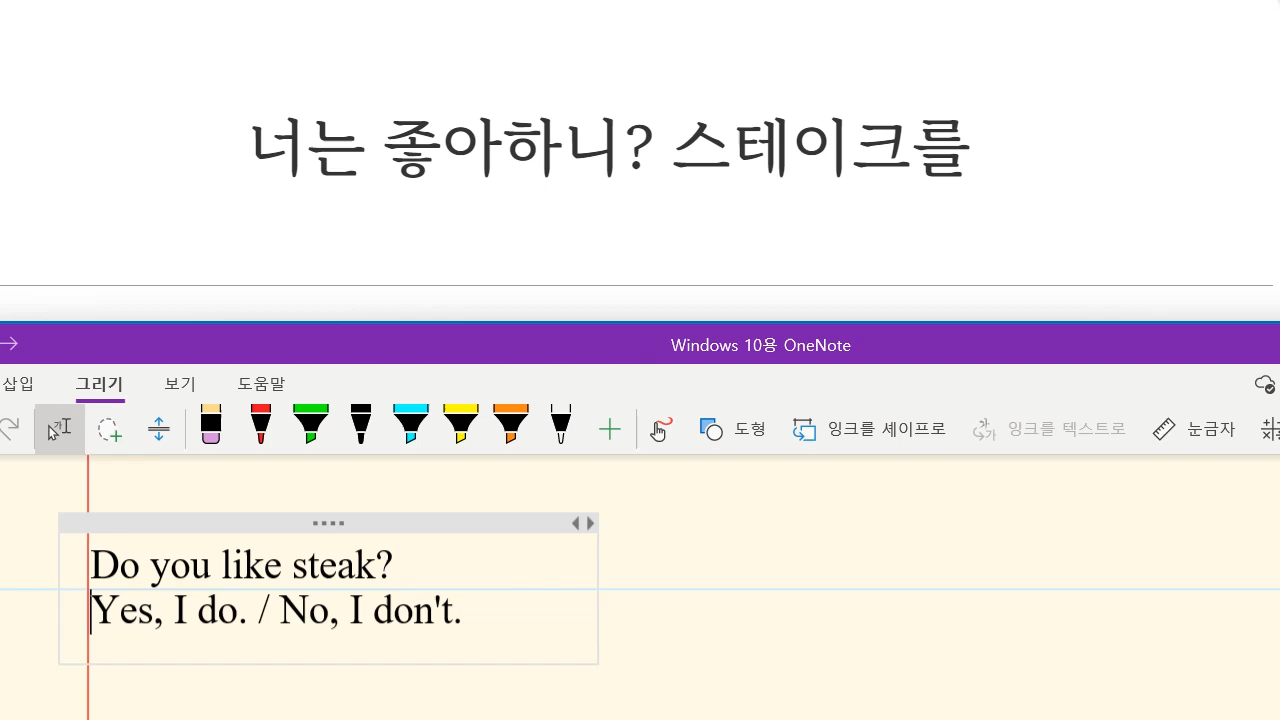 너는 좋아하니? 스테이크를
Windows 10용 OneNote
삽입 그리기 보기 도움말
도형 잉크를 셰이프로 잉크를 텍스트로 눈금자
Do you like steak?
Yes, I do. / No, I don't.